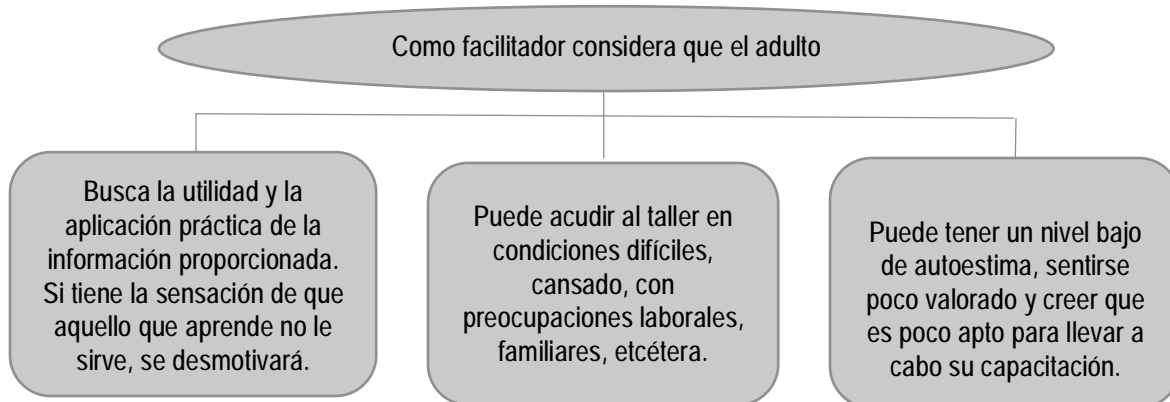 Como facilitador considera que el adulto
Busca la utilidad y la
aplicación práctica de la
información proporcionada.
Si tiene la sensación de que
aquello que aprende no le
sirve, se desmotivará.
Puede acudir al taller en
condiciones difíciles,
cansado, con
preocupaciones laborales,
familiares, etcétera.
Puede tener un nivel bajo
de autoestima, sentirse
poco valorado y creer que
es poco apto para llevar a
cabo su capacitación.